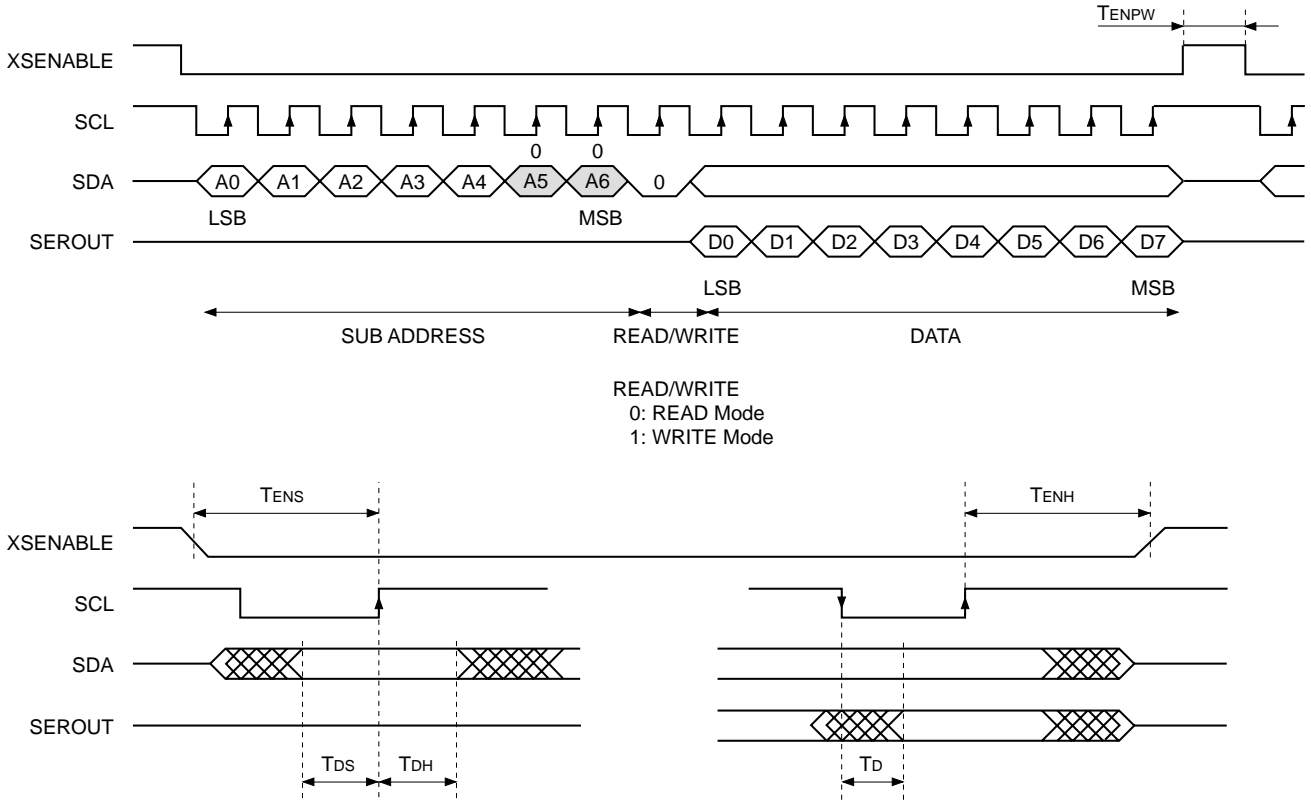 TENPW
XSENABLE
SCL
0 0
SDA A0 A1 A2 A3 A4 A5 A6 0
LSB MSB
SEROUT D0 D1 D2 D3 D4 D5 D6 D7
LSB MSB
SUB ADDRESS READ/WRITE DATA
READ/WRITE
0: READ Mode
1: WRITE Mode
TENS TENH
XSENABLE
SCL
SDA
SEROUT
TDS TDH TD